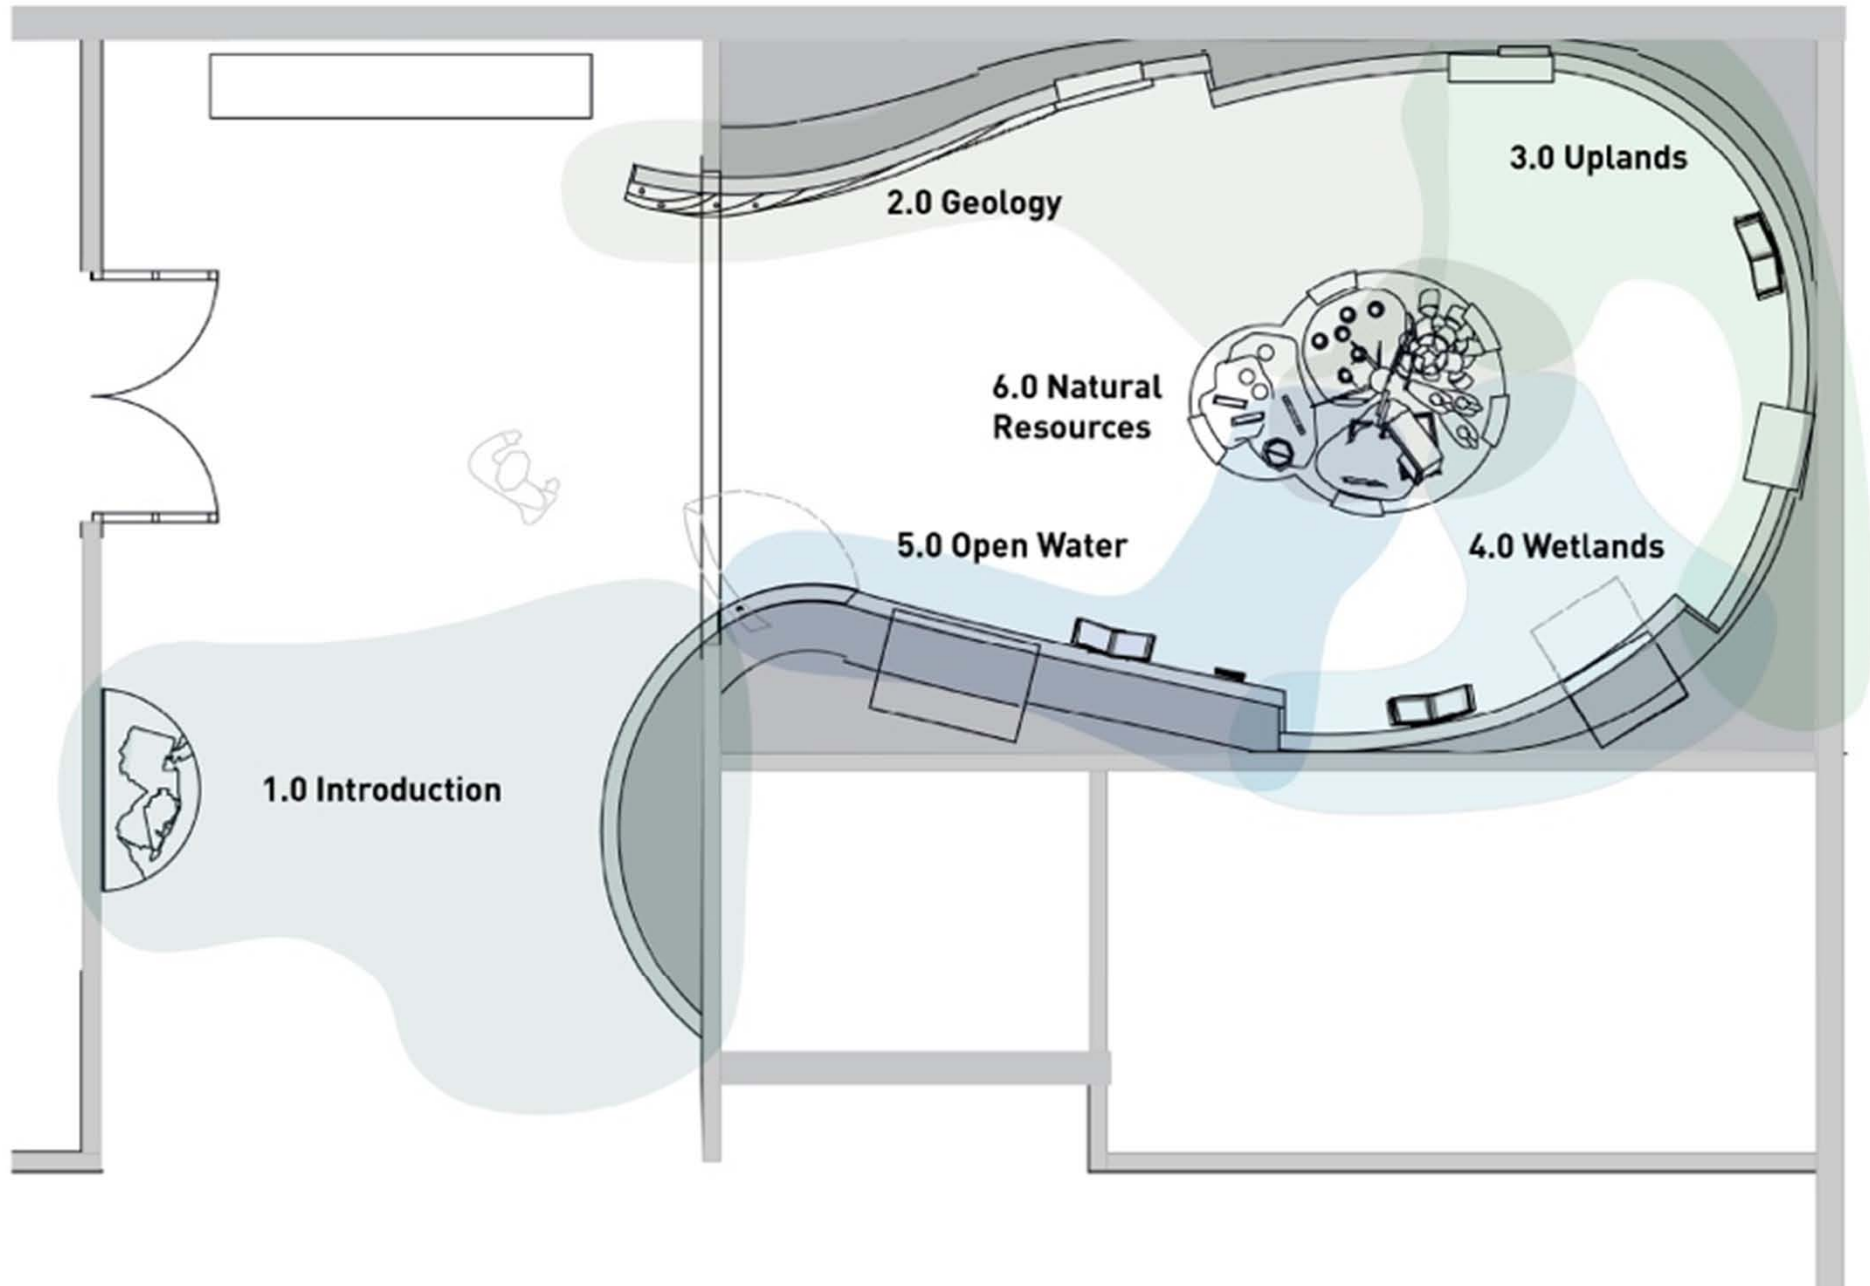 1.0 Introduction
2.0 Geology
3.0 Uplands
4.0 Wetlands
5.0 Open Water
6.0 Natural
Resources